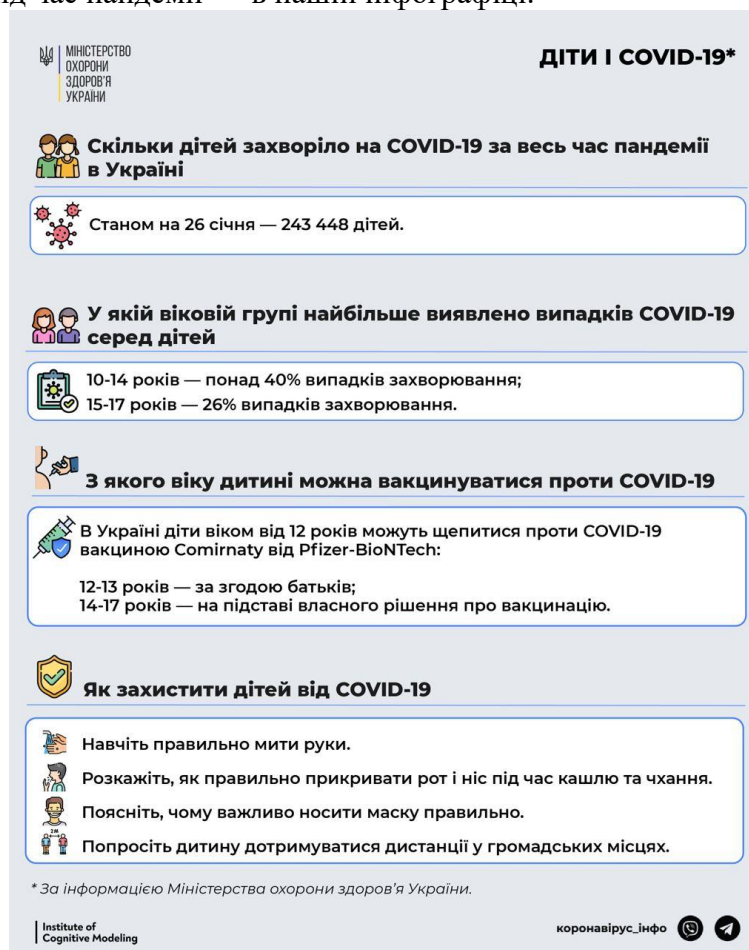 під час пандемії — в нашій інфографіці.
МІНІСТЕРСТВО
ОХОРОНИ
ЗДОРОВ'Я
УКРАЇНИ
ДІТИ І COVID-19*
Скільки дітей захворіло на COVID-19 за весь час пандемії
в Україні
Станом на 26 січня — 243 448 дітей.
У якій віковій групі найбільше виявлено випадків COVID-19
серед дітей
10-14 років — понад 40% випадків захворювання;
15-17 років — 26% випадків захворювання.
З якого віку дитині можна вакцинуватися проти COVID-19
В Україні діти віком від 12 років можуть щепитися проти COVID-19
вакциною Comirnaty від Pfizer-BioNTech:
12-13 років — за згодою батьків;
14-17 років — на підставі власного рішення про вакцинацію.
Як захистити дітей від COVID-19
Навчіть правильно мити руки.
Розкажіть, як правильно прикривати рот і ніс під час кашлю та чхання.
Поясніть, чому важливо носити маску правильно.
2M
Попросіть дитину дотримуватися дистанції у громадських місцях.
* За інформацією Міністерства охорони здоров'я України.
Institute of
Cognitive Modeling
коронавірус_інфо